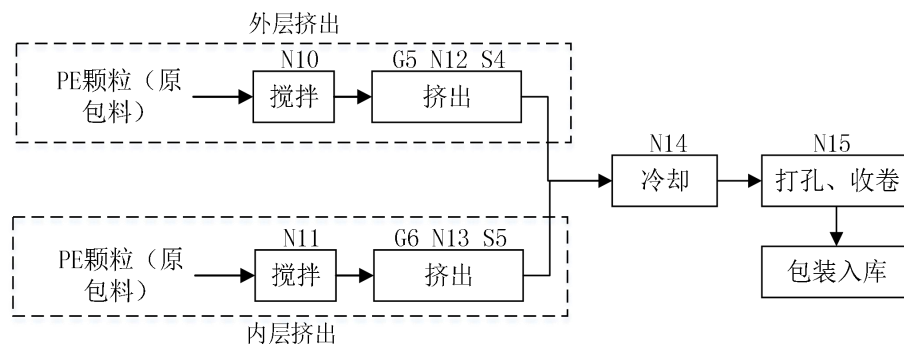 外层挤出
N10
G5 N12 S4
PE颗粒（原
包料）
搅拌
挤出
N14
N15
冷却
打孔、收卷
N11
G6 N13 S5
PE颗粒（原
包料）
搅拌
挤出
包装入库
内层挤出